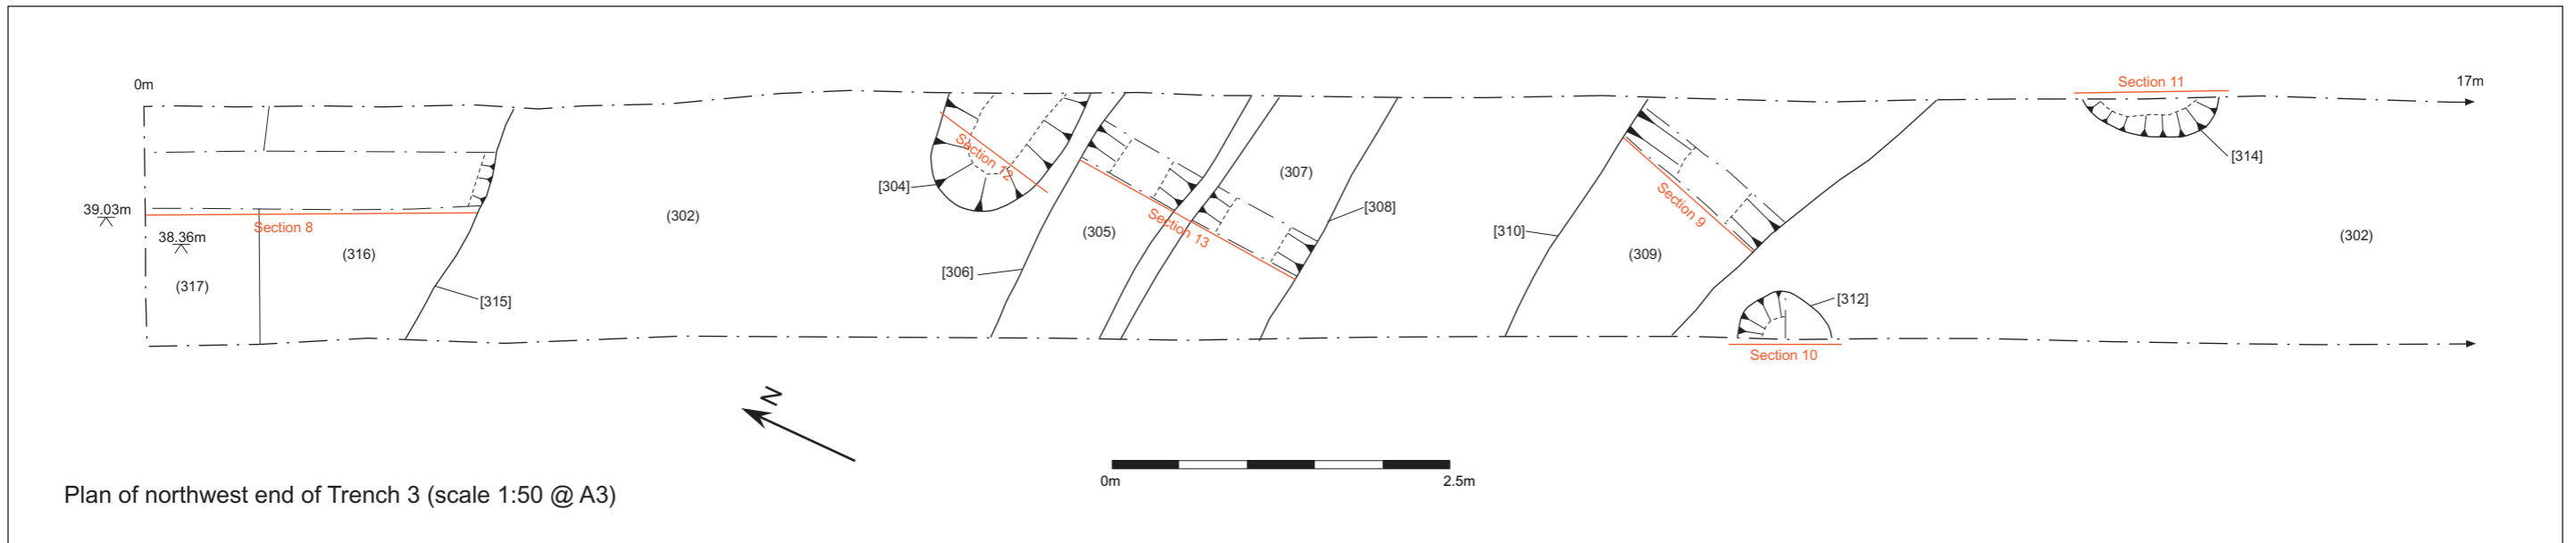 0m
Section 11
17m
[314]
Section 12
[304]
(307)
39.03m
(302)
[308]
Section 9
Section 8
38.36m
(305)
Section 13
[310]
(302)
(316)
(309)
[306]
(317)
[315]
[312]
Section 10
N
0m
2.5m
Plan of northwest end of Trench 3 (scale 1:50 @ A3)